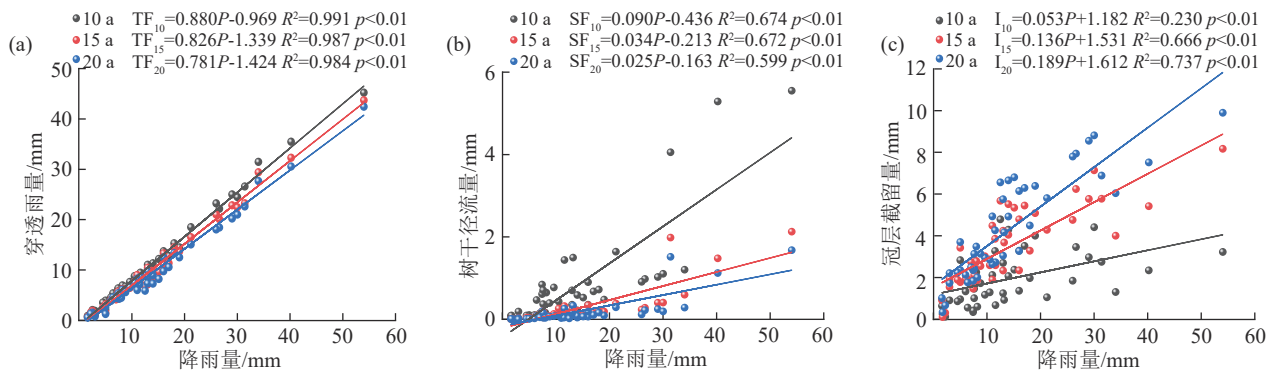 (a)
10 a TF₁₀=0.880P-0.969 R²=0.991 p<0.01
15 a TF₁₅=0.826P-1.339 R²=0.987 p<0.01
20 a TF₂₀=0.781P-1.424 R²=0.984 p<0.01
50
40
30
20
10
0
穿透雨量/mm
0 10 20 30 40 50 60
降雨量/mm
(b)
10 a SF₁₀=0.090P-0.436 R²=0.674 p<0.01
15 a SF₁₅=0.034P-0.213 R²=0.672 p<0.01
20 a SF₂₀=0.025P-0.163 R²=0.599 p<0.01
6
4
2
0
树干径流量/mm
0 10 20 30 40 50 60
降雨量/mm
(c)
10 a I₁₀=0.053P+1.182 R²=0.230 p<0.01
15 a I₁₅=0.136P+1.531 R²=0.666 p<0.01
20 a I₂₀=0.189P+1.612 R²=0.737 p<0.01
12
10
8
6
4
2
0
冠层截留量/mm
10 20 30 40 50 60
降雨量/mm